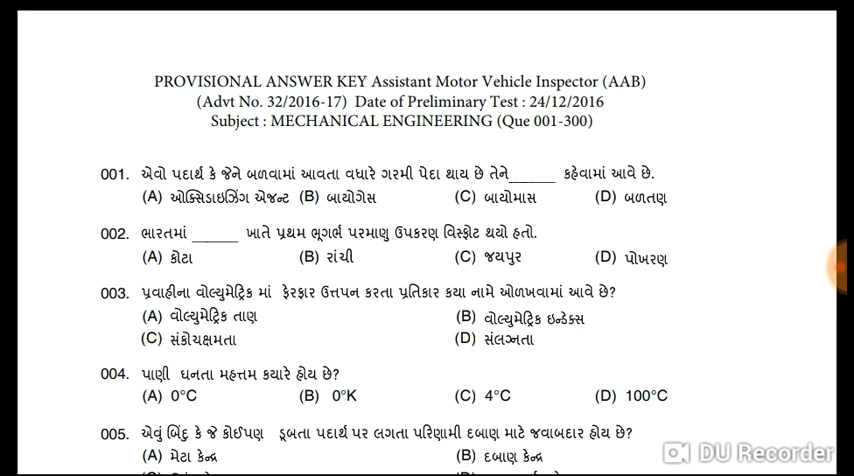 PROVISIONAL ANSWER KEY Assistant Motor Vehicle Inspector (AAB)
(Advt No. 32/2016-17) Date of Preliminary Test : 24/12/2016
Subject : MECHANICAL ENGINEERING (Que 001-300)
001. એવો પદાર્થ કે જેને બળવામાં આવતા વધારે ગરમી પેદા થાય છે તેને______ કહેવામાં આવે છે.
(A) ઓક્સિડાઇઝિંગ એજન્ટ (B) બાયોગેસ (C) બાયોમાસ (D) બળતણ
002. ભારતમાં ______ ખાતે પ્રથમ ભૂગર્ભ પરમાણુ ઉપકરણ વિસ્ફોટ થયો હતો.
(A) કોટા (B) રાંચી (C) જયપુર (D) પોખરણ
003. પ્રવાહીના વોલ્યુમેટ્રિક માં ફેરફાર ઉત્તપન કરતા પ્રતિકાર કયા નામે ઓળખવામાં આવે છે?
(A) વોલ્યુમેટ્રિક તાણ (B) વોલ્યુમેટ્રિક ઇન્ડેક્સ
(C) સંકોચક્ષમતા (D) સંલગ્નતા
004. પાણી ઘનતા મહત્તમ કયારે હોય છે?
(A) 0°C (B) 0°K (C) 4°C (D) 100°C
005. એવું બિંદુ કે જે કોઈપણ ડૂબતા પદાર્થ પર લગતા પરિણામી દબાણ માટે જવાબદાર હોય છે?
(A) મેટા કેન્દ્ર (B) દબાણ કેન્દ્ર
DU Recorder